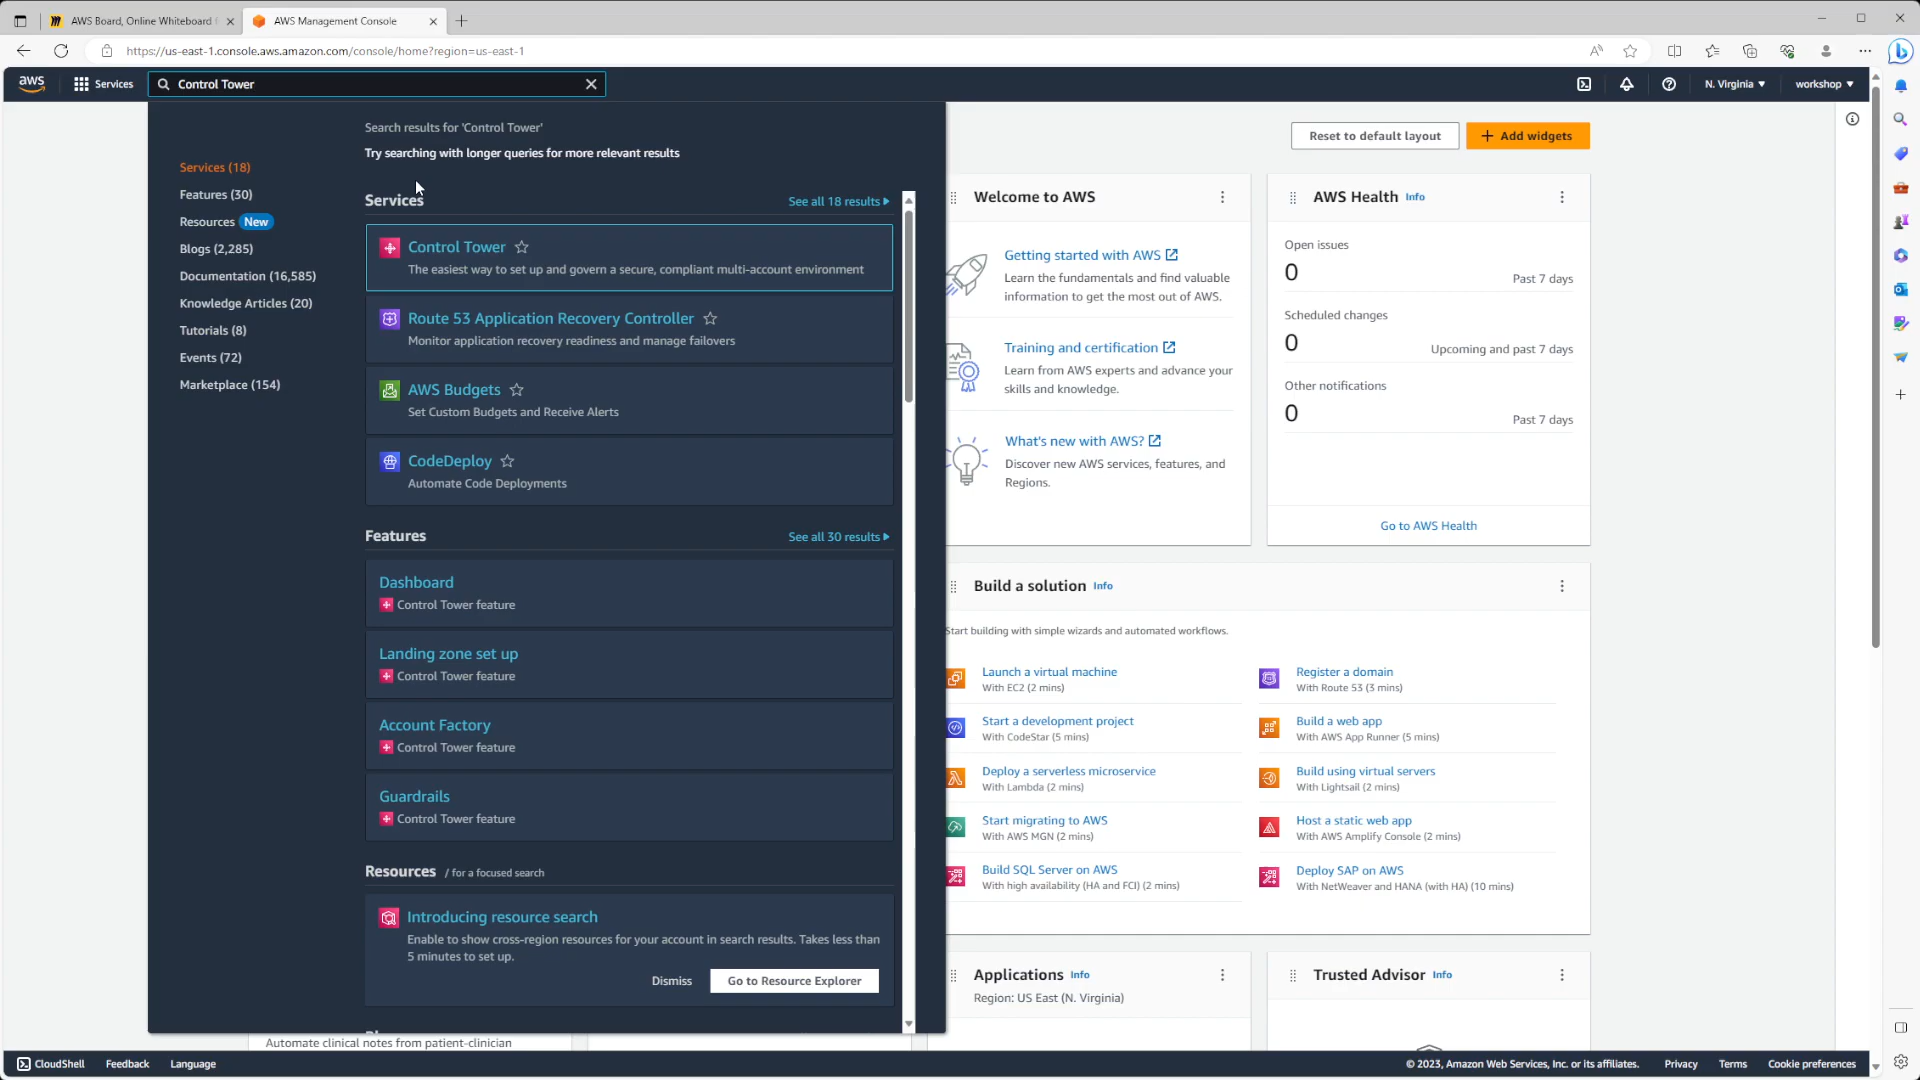 AWS Board, Online Whiteboard
AWS Management Console
https://us-east-1.console.aws.amazon.com/console/home?region=us-east-1
aws
Services
Control Tower
N. Virginia
workshop
Search results for 'Control Tower'
Try searching with longer queries for more relevant results
Services (18)
Features (30)
Resources New
Blogs (2,285)
Documentation (16,585)
Knowledge Articles (20)
Tutorials (8)
Events (72)
Marketplace (154)
Services
See all 18 results
Control Tower
The easiest way to set up and govern a secure, compliant multi-account environment
Route 53 Application Recovery Controller
Monitor application recovery readiness and manage failovers
AWS Budgets
Set Custom Budgets and Receive Alerts
CodeDeploy
Automate Code Deployments
Features
See all 30 results
Dashboard
Control Tower feature
Landing zone set up
Control Tower feature
Account Factory
Control Tower feature
Guardrails
Control Tower feature
Resources / for a focused search
Introducing resource search
Enable to show cross-region resources for your account in search results. Takes less than
5 minutes to set up.
Dismiss
Go to Resource Explorer
Automate clinical notes from patient-clinician
Reset to default layout
Add widgets
Welcome to AWS
Getting started with AWS
Learn the fundamentals and find valuable
information to get the most out of AWS.
Training and certification
Learn from AWS experts and advance your
skills and knowledge.
What's new with AWS?
Discover new AWS services, features, and
Regions.
AWS Health Info
Open issues
0
Past 7 days
Scheduled changes
0
Upcoming and past 7 days
Other notifications
0
Past 7 days
Go to AWS Health
Build a solution Info
Start building with simple wizards and automated workflows.
Launch a virtual machine
With EC2 (2 mins)
Register a domain
With Route 53 (3 mins)
Start a development project
With CodeStar (5 mins)
Build a web app
With AWS App Runner (5 mins)
Deploy a serverless microservice
With Lambda (2 mins)
Build using virtual servers
With Lightsail (2 mins)
Start migrating to AWS
With AWS MGN (2 mins)
Host a static web app
With AWS Amplify Console (2 mins)
Build SQL Server on AWS
With high availability (HA and FCI) (2 mins)
Deploy SAP on AWS
With NetWeaver and HANA (with HA) (10 mins)
Applications Info
Region: US East (N. Virginia)
Trusted Advisor Info
CloudShell
Feedback
Language
© 2023, Amazon Web Services, Inc. or its affiliates.
Privacy
Terms
Cookie preferences